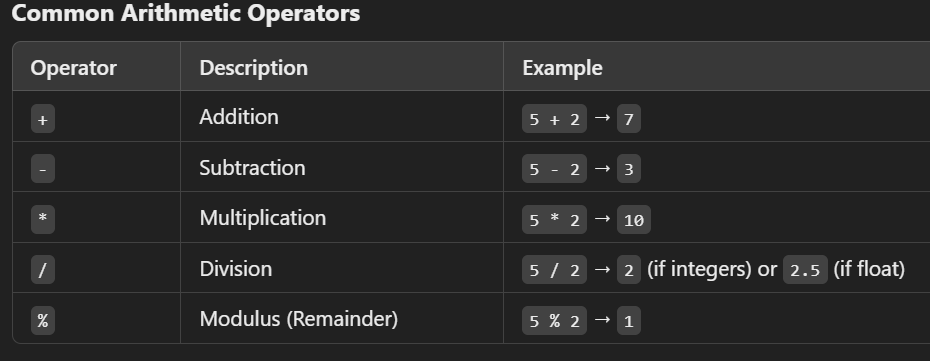 Common Arithmetic Operators
Operator Description Example
+ Addition 5 + 2 → 7
- Subtraction 5 - 2 → 3
* Multiplication 5 * 2 → 10
/ Division 5 / 2 → 2 (if integers) or 2.5 (if float)
% Modulus (Remainder) 5 % 2 → 1